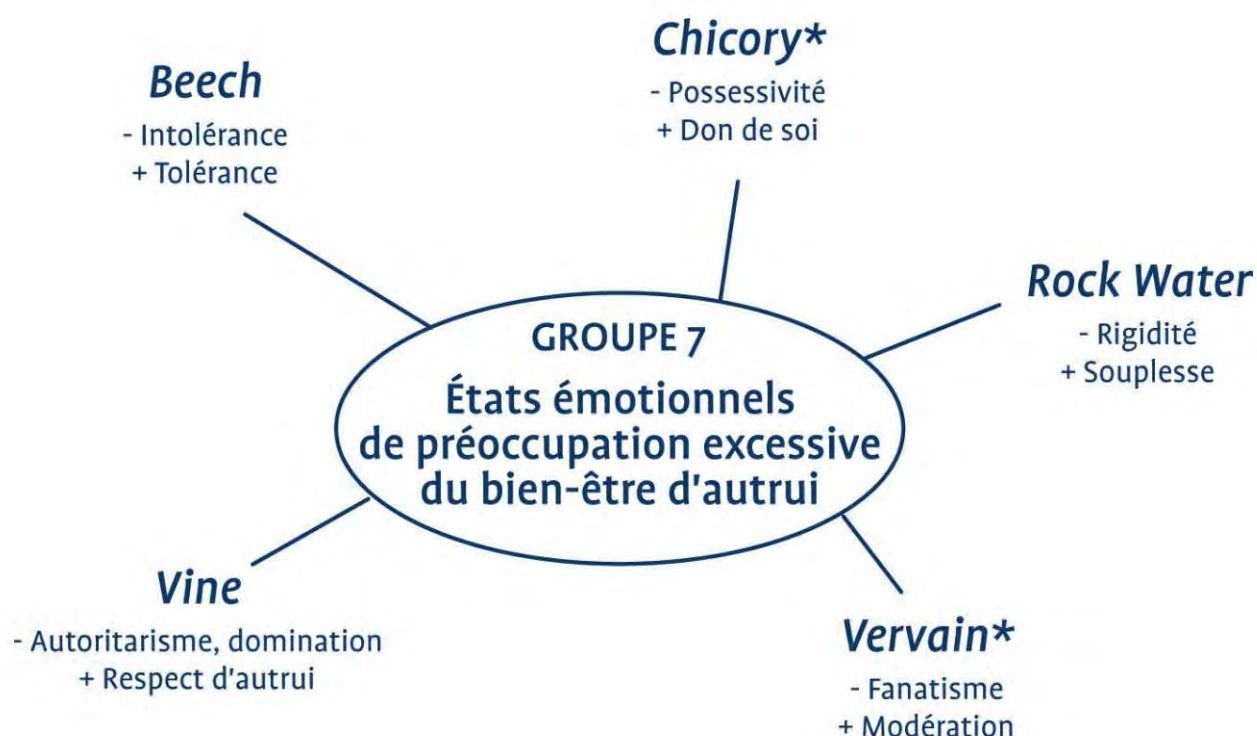 Chicory*
- Possessivité
+ Don de soi
Beech
- Intolérance
+ Tolérance
Rock Water
- Rigidité
+ Souplesse
GROUPE 7
États émotionnels
de préoccupation excessive
du bien-être d'autrui
Vine
- Autoritarisme, domination
+ Respect d'autrui
Vervain*
- Fanatisme
+ Modération